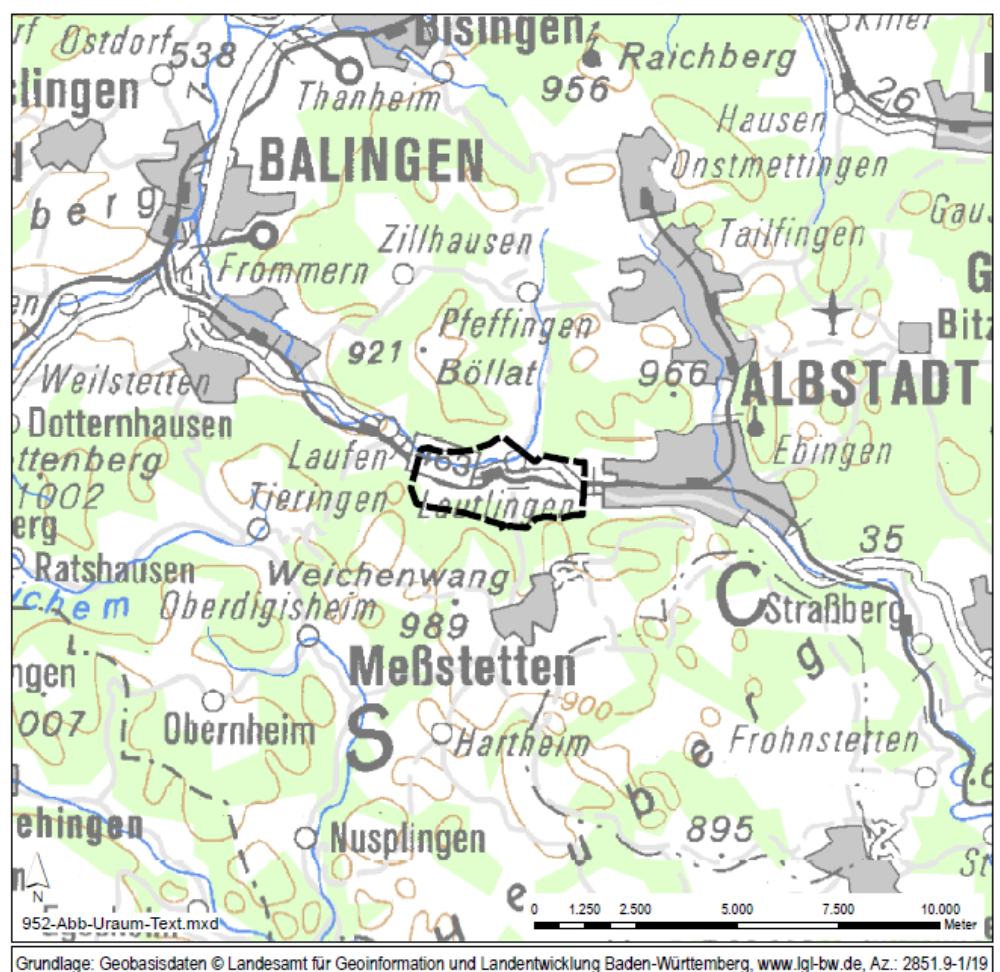 Bisingen
Ostdorf
538
Raichberg
26
Thanheim
956
Hausen
BALINGEN
Onstmettingen
b e r g
Zillhausen
Tailfingen
Frommern
Pfeffingen
921
Böllat
966
ALBSTADT
Weilstetten
Dotternhausen
Laufen
Ebingen
1002
Tieringen
Lautlingen
35
Ratshausen
Weichenwang
Oberdigisheim
989
C
Straßberg
Meßstetten
g
900
r
Obernheim
S
Hartheim
e
Frohnstetten
b
895
Nusplingen
u
e
N
952-Abb-Uraum-Text.mxd
0 1.250 2.500 5.000 7.500 10.000
Meter
Grundlage: Geobasisdaten © Landesamt für Geoinformation und Landentwicklung Baden-Württemberg, www.lgl-bw.de, Az.: 2851.9-1/19